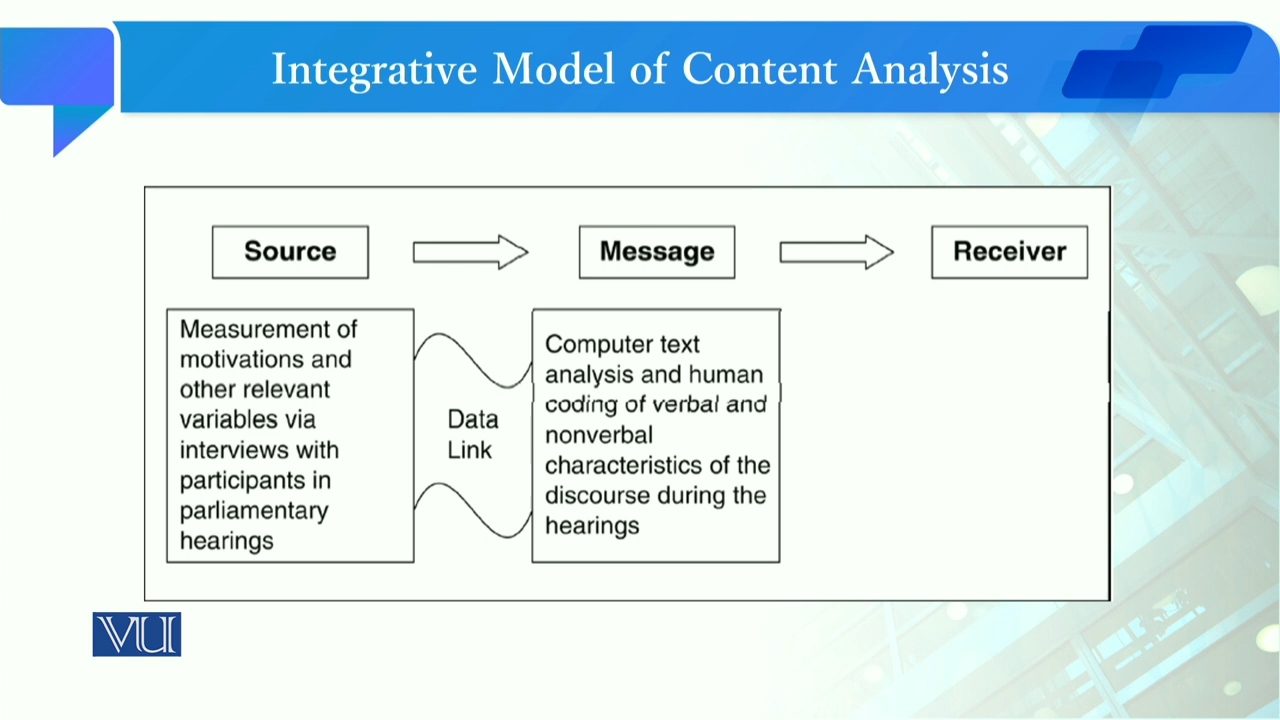 Integrative Model of Content Analysis
Source
Message
Receiver
Measurement of
motivations and
other relevant
variables via
interviews with
participants in
parliamentary
hearings
Data
Link
Computer text
analysis and human
coding of verbal and
nonverbal
characteristics of the
discourse during the
hearings
VU